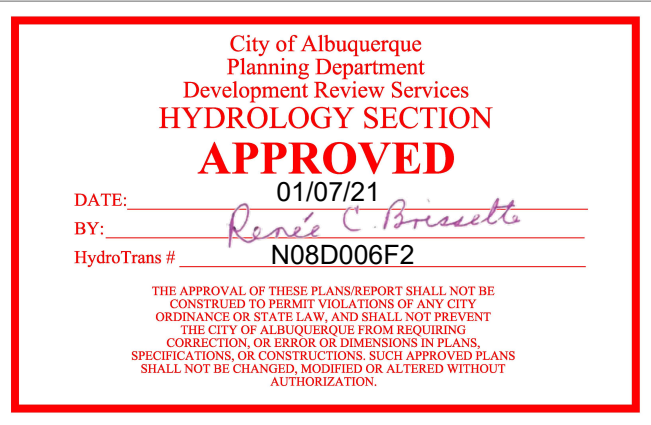 City of Albuquerque
Planning Department
Development Review Services
HYDROLOGY SECTION
APPROVED
DATE: 01/07/21
BY: Renée C. Brissette
HydroTrans # N08D006F2
THE APPROVAL OF THESE PLANS/REPORT SHALL NOT BE
CONSTRUED TO PERMIT VIOLATIONS OF ANY CITY
ORDINANCE OR STATE LAW, AND SHALL NOT PREVENT
THE CITY OF ALBUQUERQUE FROM REQUIRING
CORRECTION, OR ERROR OR DIMENSIONS IN PLANS,
SPECIFICATIONS, OR CONSTRUCTIONS. SUCH APPROVED PLANS
SHALL NOT BE CHANGED, MODIFIED OR ALTERED WITHOUT
AUTHORIZATION.